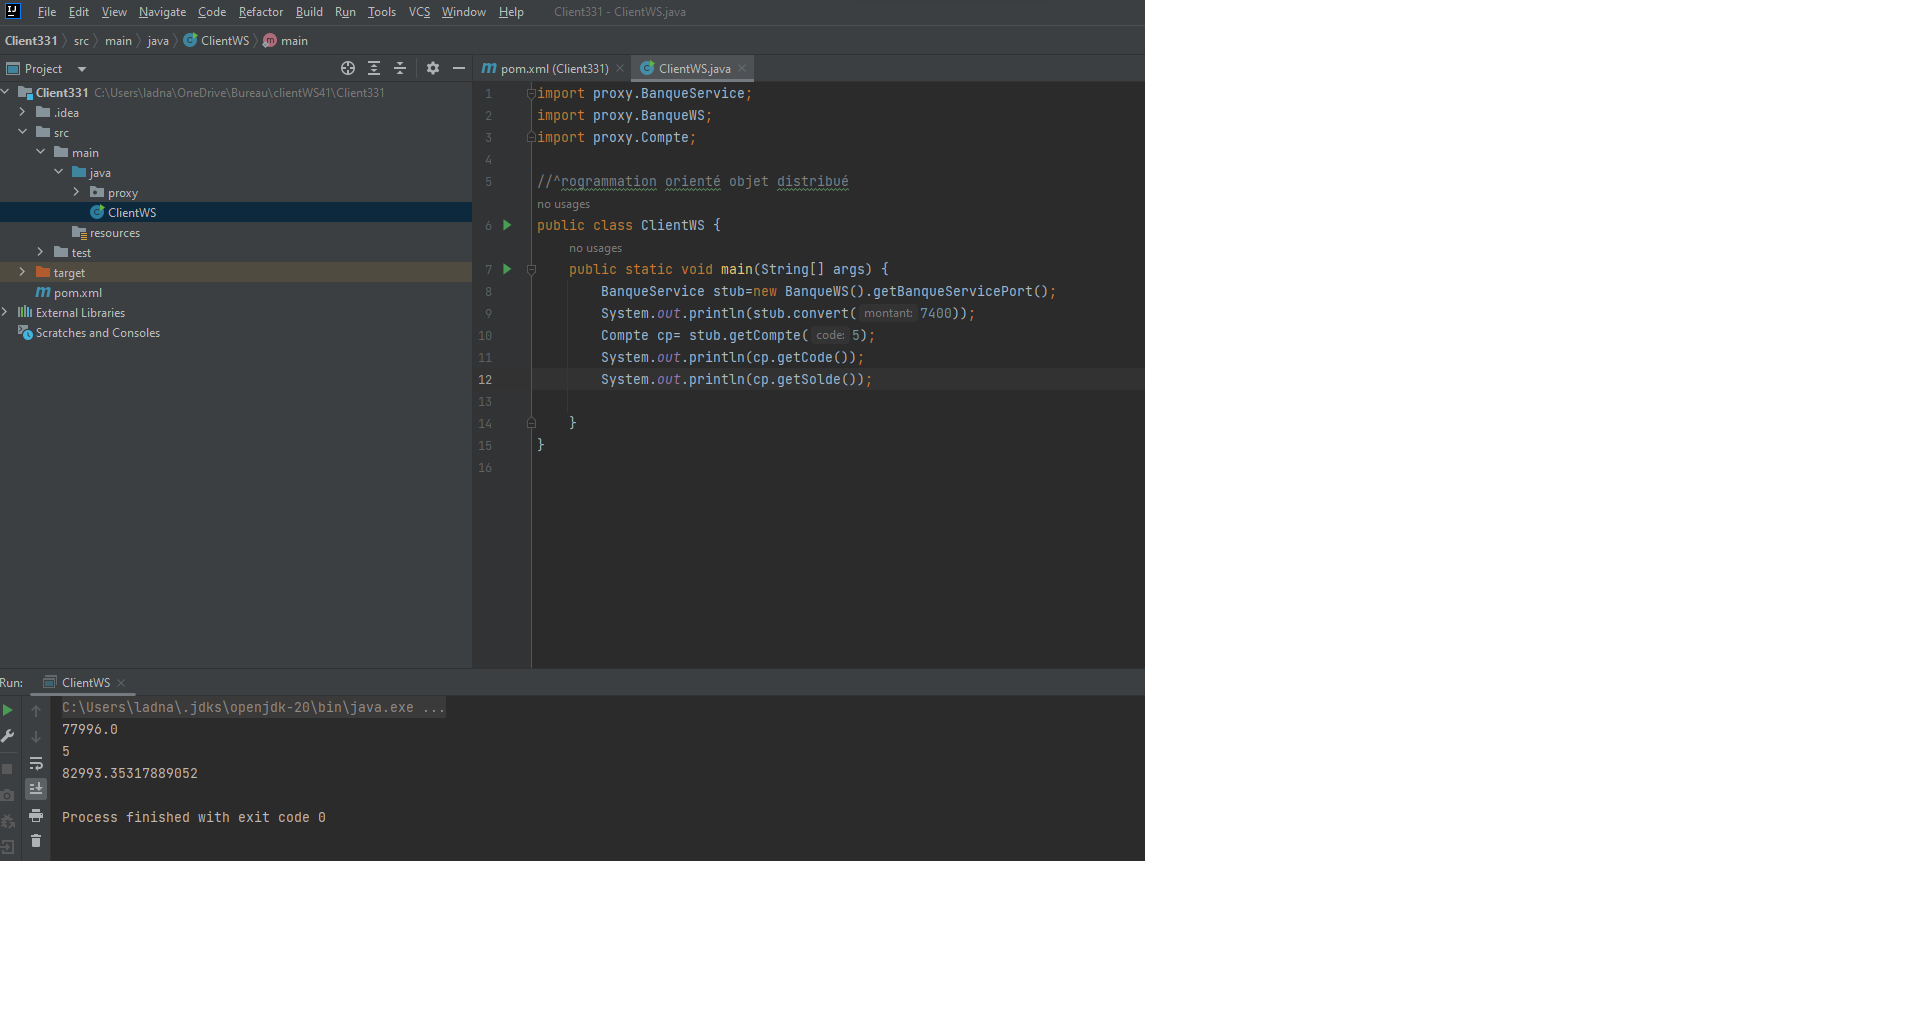 File Edit View Navigate Code Refactor Build Run Tools VCS Window Help Client331 - ClientWS.java
Client331 src main java ClientWS main
Project
pom.xml (Client331) ClientWS.java
Client331 C:\Users\ladna\OneDrive\Bureau\clientWS41\Client331
.idea
src
main
java
proxy
ClientWS
resources
test
target
pom.xml
External Libraries
Scratches and Consoles
1 import proxy.BanqueService;
2 import proxy.BanqueWS;
3 import proxy.Compte;
4
5 //^rogrammation orienté objet distribué
no usages
6 public class ClientWS {
no usages
7 public static void main(String[] args) {
8 BanqueService stub=new BanqueWS().getBanqueServicePort();
9 System.out.println(stub.convert( montant: 7400));
10 Compte cp= stub.getCompte( code: 5);
11 System.out.println(cp.getCode());
12 System.out.println(cp.getSolde());
13
14 }
15 }
16
Run: ClientWS
C:\Users\ladna\.jdks\openjdk-20\bin\java.exe ...
77996.0
5
82993.35317889052
Process finished with exit code 0